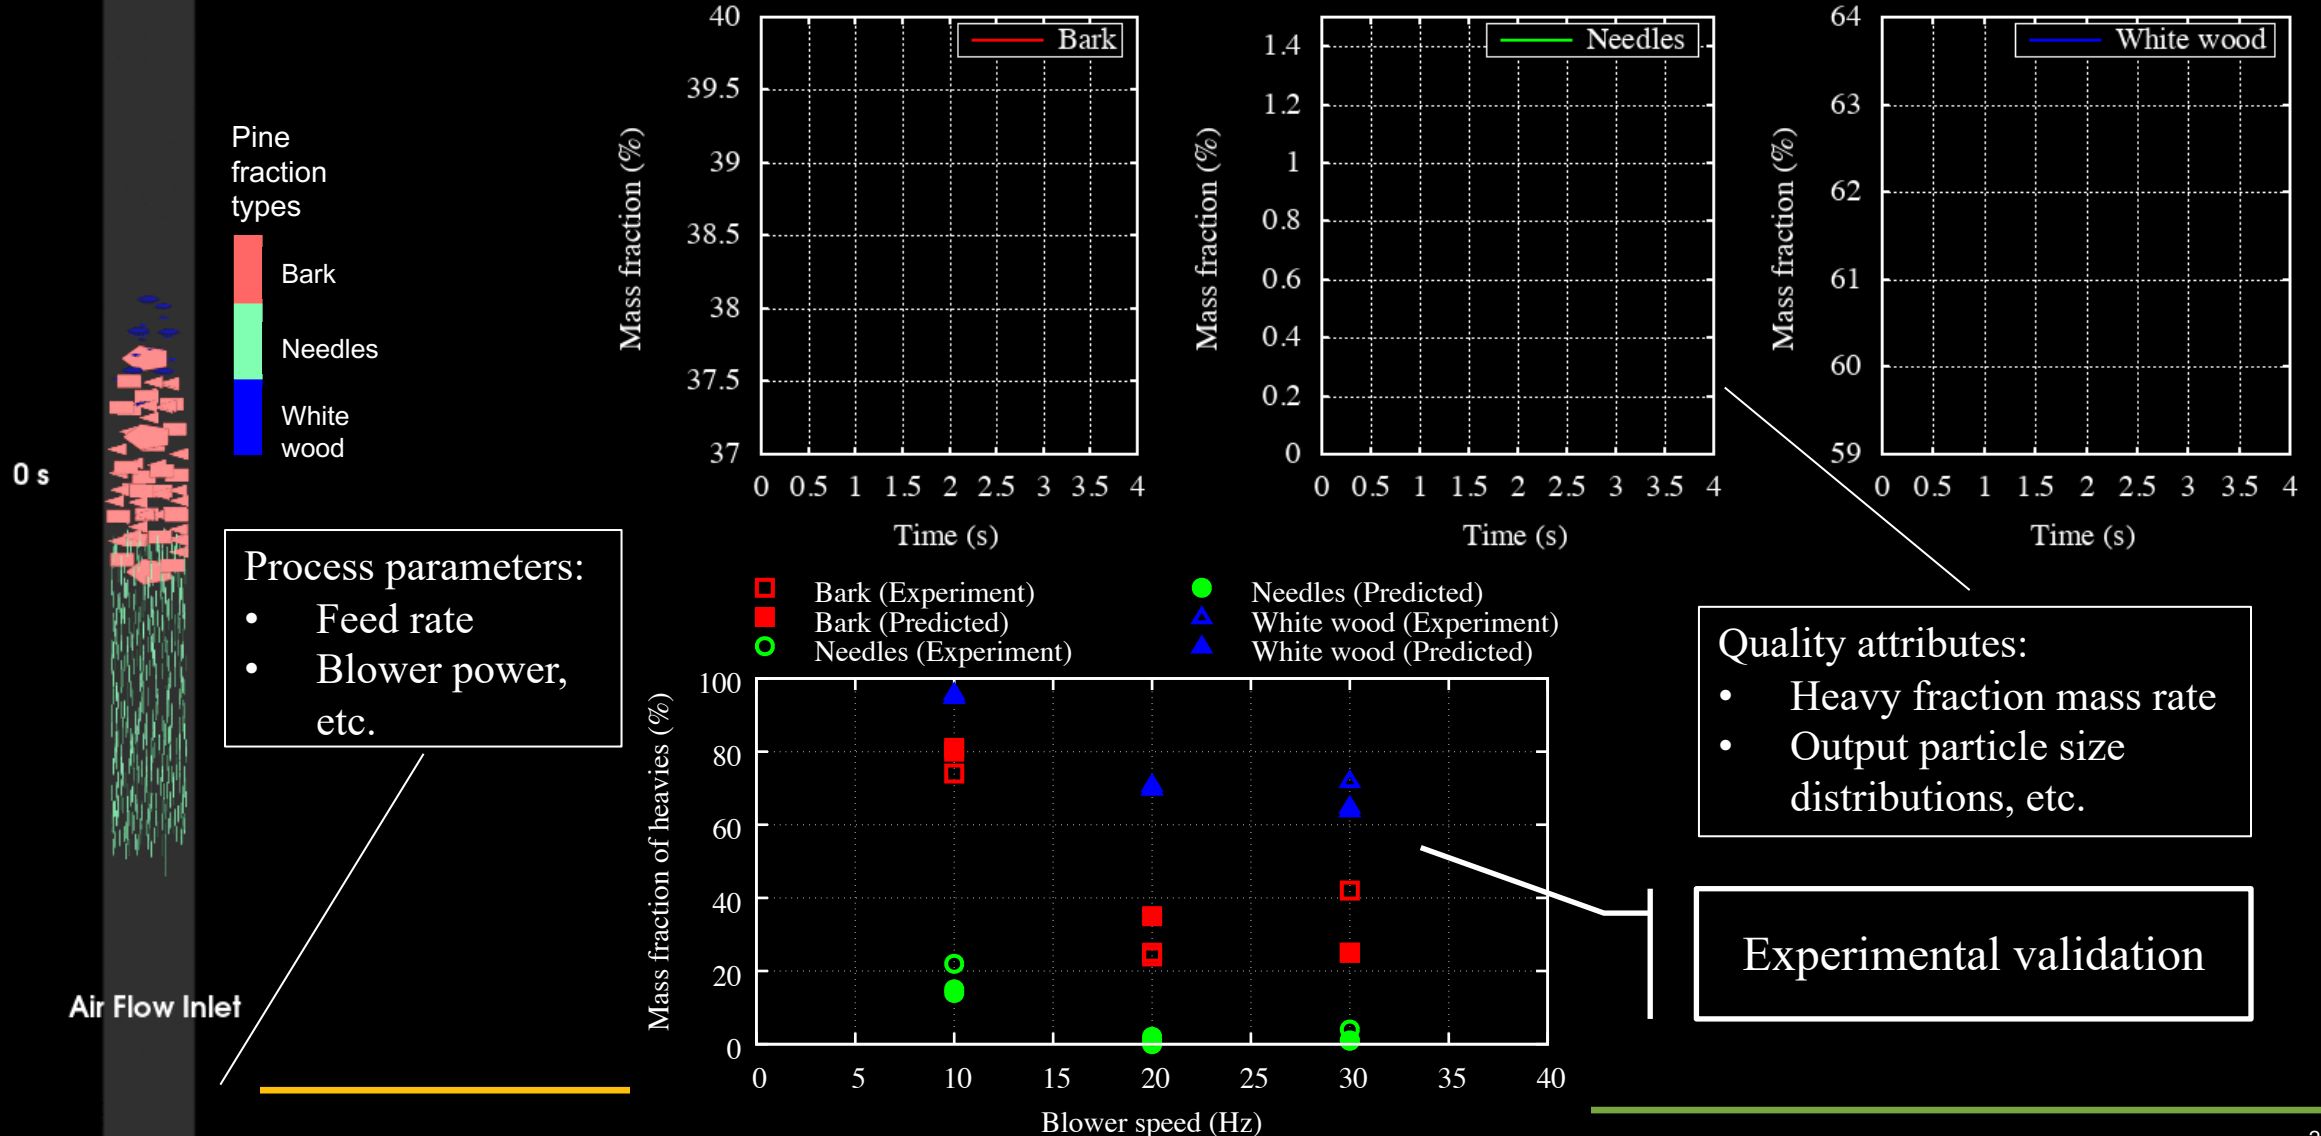 Pine
fraction
types
Bark
Needles
White
wood
0 s
Air Flow Inlet
Process parameters:
• Feed rate
• Blower power,
etc.
Bark
40
39.5
39
38.5
38
37.5
37
0 0.5 1 1.5 2 2.5 3 3.5 4
Mass fraction (%)
Time (s)
Needles
1.4
1.2
1
0.8
0.6
0.4
0.2
0
0 0.5 1 1.5 2 2.5 3 3.5 4
Mass fraction (%)
Time (s)
White wood
64
63
62
61
60
59
0 0.5 1 1.5 2 2.5 3 3.5 4
Mass fraction (%)
Time (s)
Bark (Experiment)
Bark (Predicted)
Needles (Experiment)
Needles (Predicted)
White wood (Experiment)
White wood (Predicted)
100
80
60
40
20
0
0 5 10 15 20 25 30 35 40
Mass fraction of heavies (%)
Blower speed (Hz)
Quality attributes:
• Heavy fraction mass rate
• Output particle size
distributions, etc.
Experimental validation